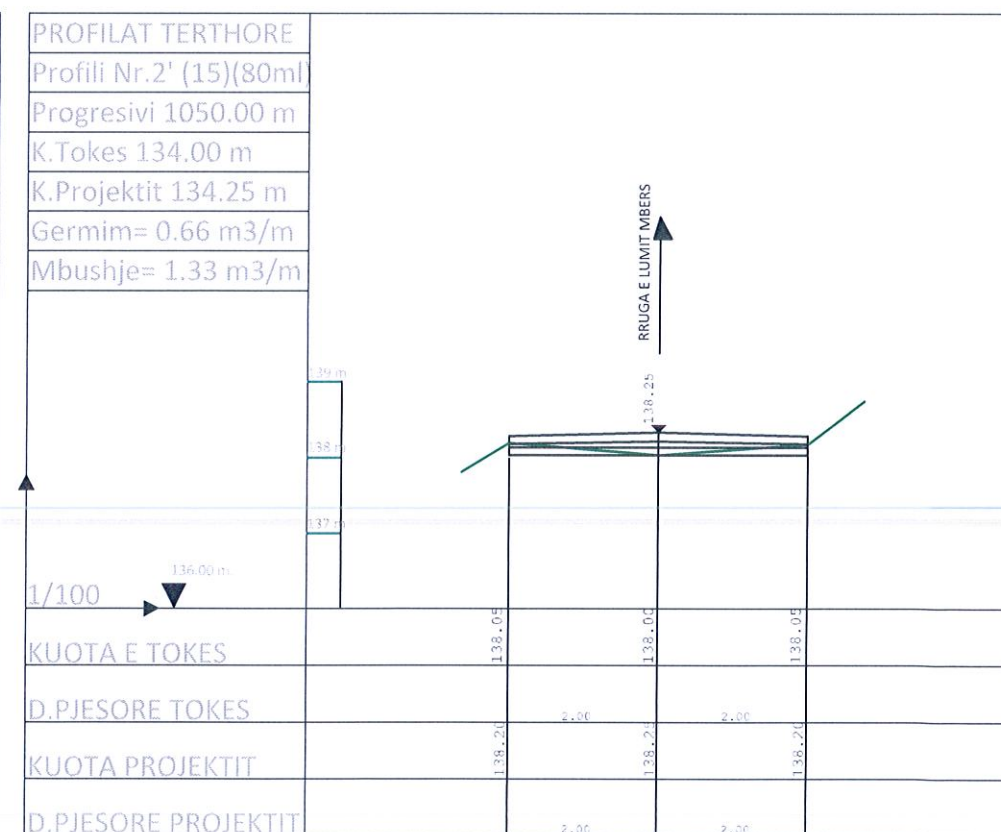 PROFILAT TERTHORE
Profili Nr.2' (15)(80ml)
Progresivi 1050.00 m
K.Tokes 134.00 m
K.Projektit 134.25 m
Germim= 0.66 m3/m
Mbushje= 1.33 m3/m
RRUGA E LUMIT MBERS
138.25
139 m
138 m
137 m
136.00 m
1/100
KUOTA E TOKES 138.05 138.00 138.05
D.PJESORE TOKES 2.00 2.00
KUOTA PROJEKTIT 138.20 138.25 138.20
D.PJESORE PROJEKTIT 2.00 2.00